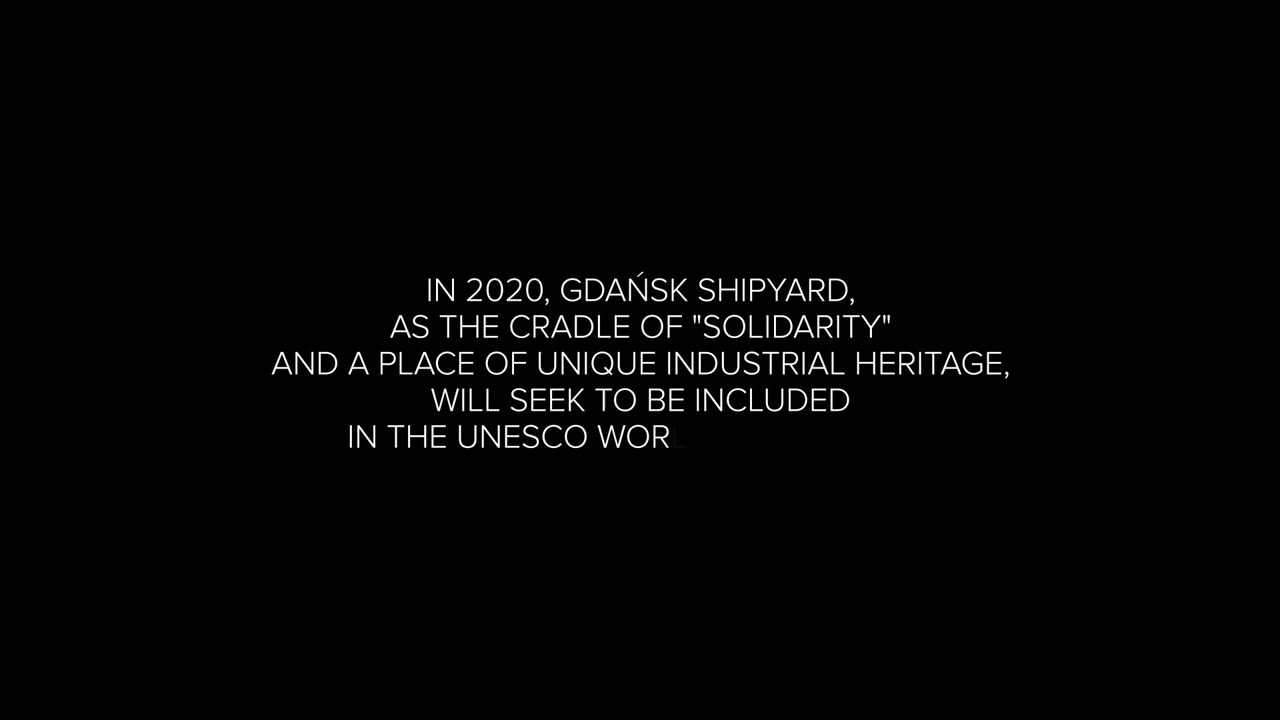 IN 2020, GDAŃSK SHIPYARD,
AS THE CRADLE OF "SOLIDARITY"
AND A PLACE OF UNIQUE INDUSTRIAL HERITAGE,
WILL SEEK TO BE INCLUDED
IN THE UNESCO WORL